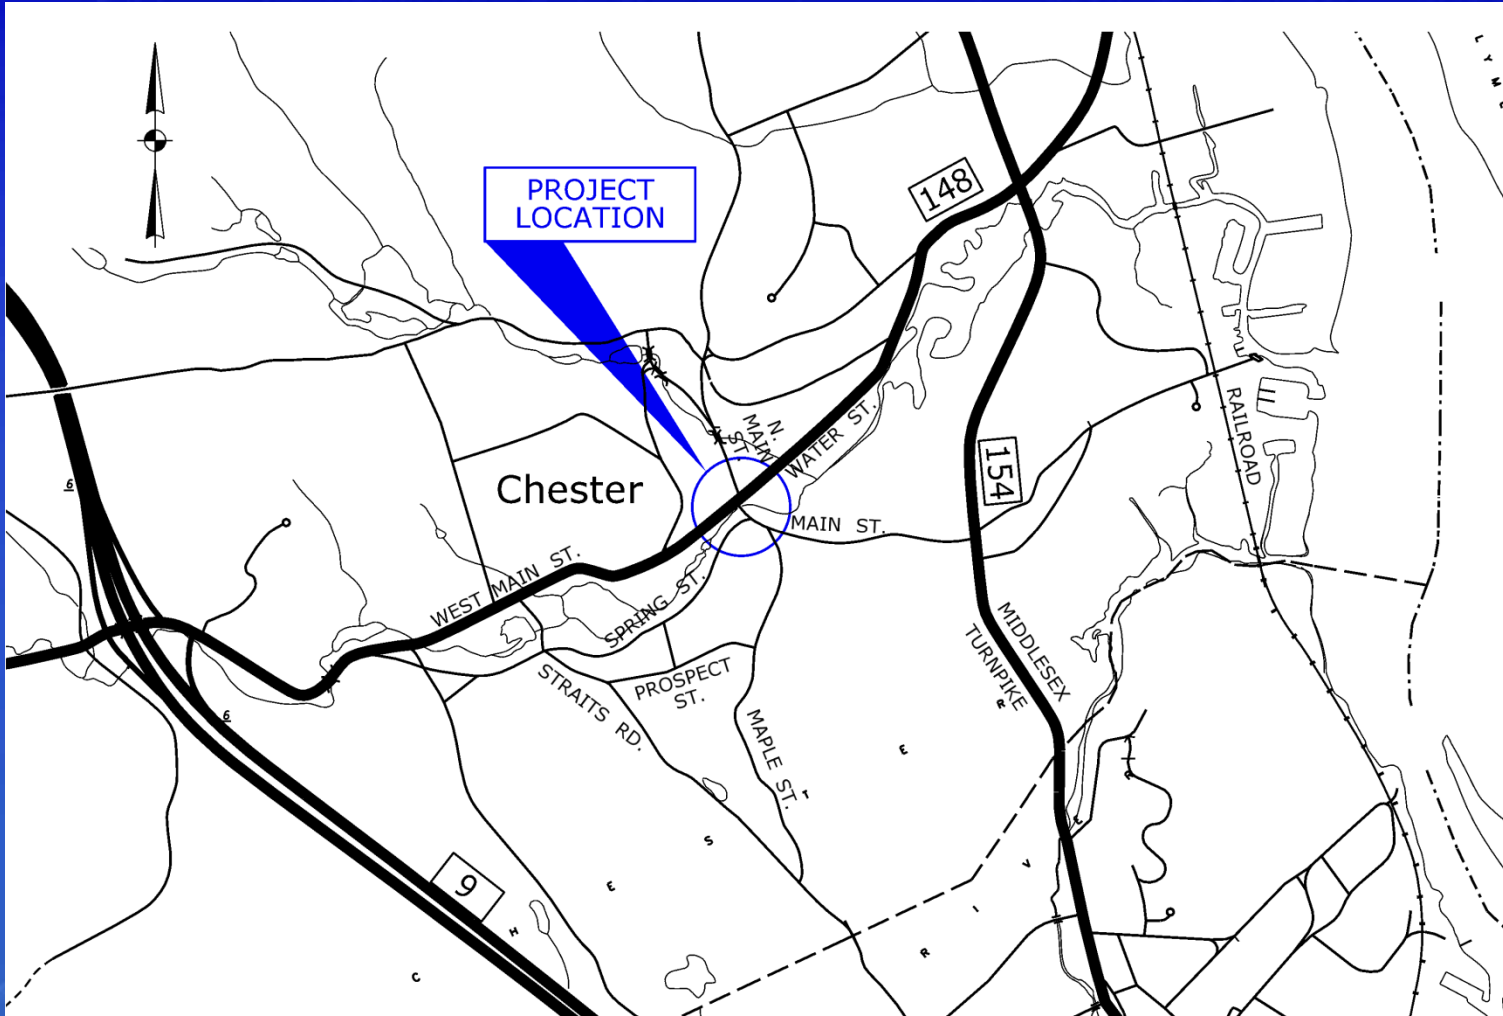 LYM
PROJECT
LOCATION
148
N.
MAIN
ST.
WATER ST.
RAILROAD
154
6
Chester
MAIN ST.
WEST MAIN ST.
SPRING ST.
STRAITS RD.
PROSPECT
ST.
MAPLE ST.
MIDDLESEX
TURNPIKE
6
9
C H E S T E R
R I V E R